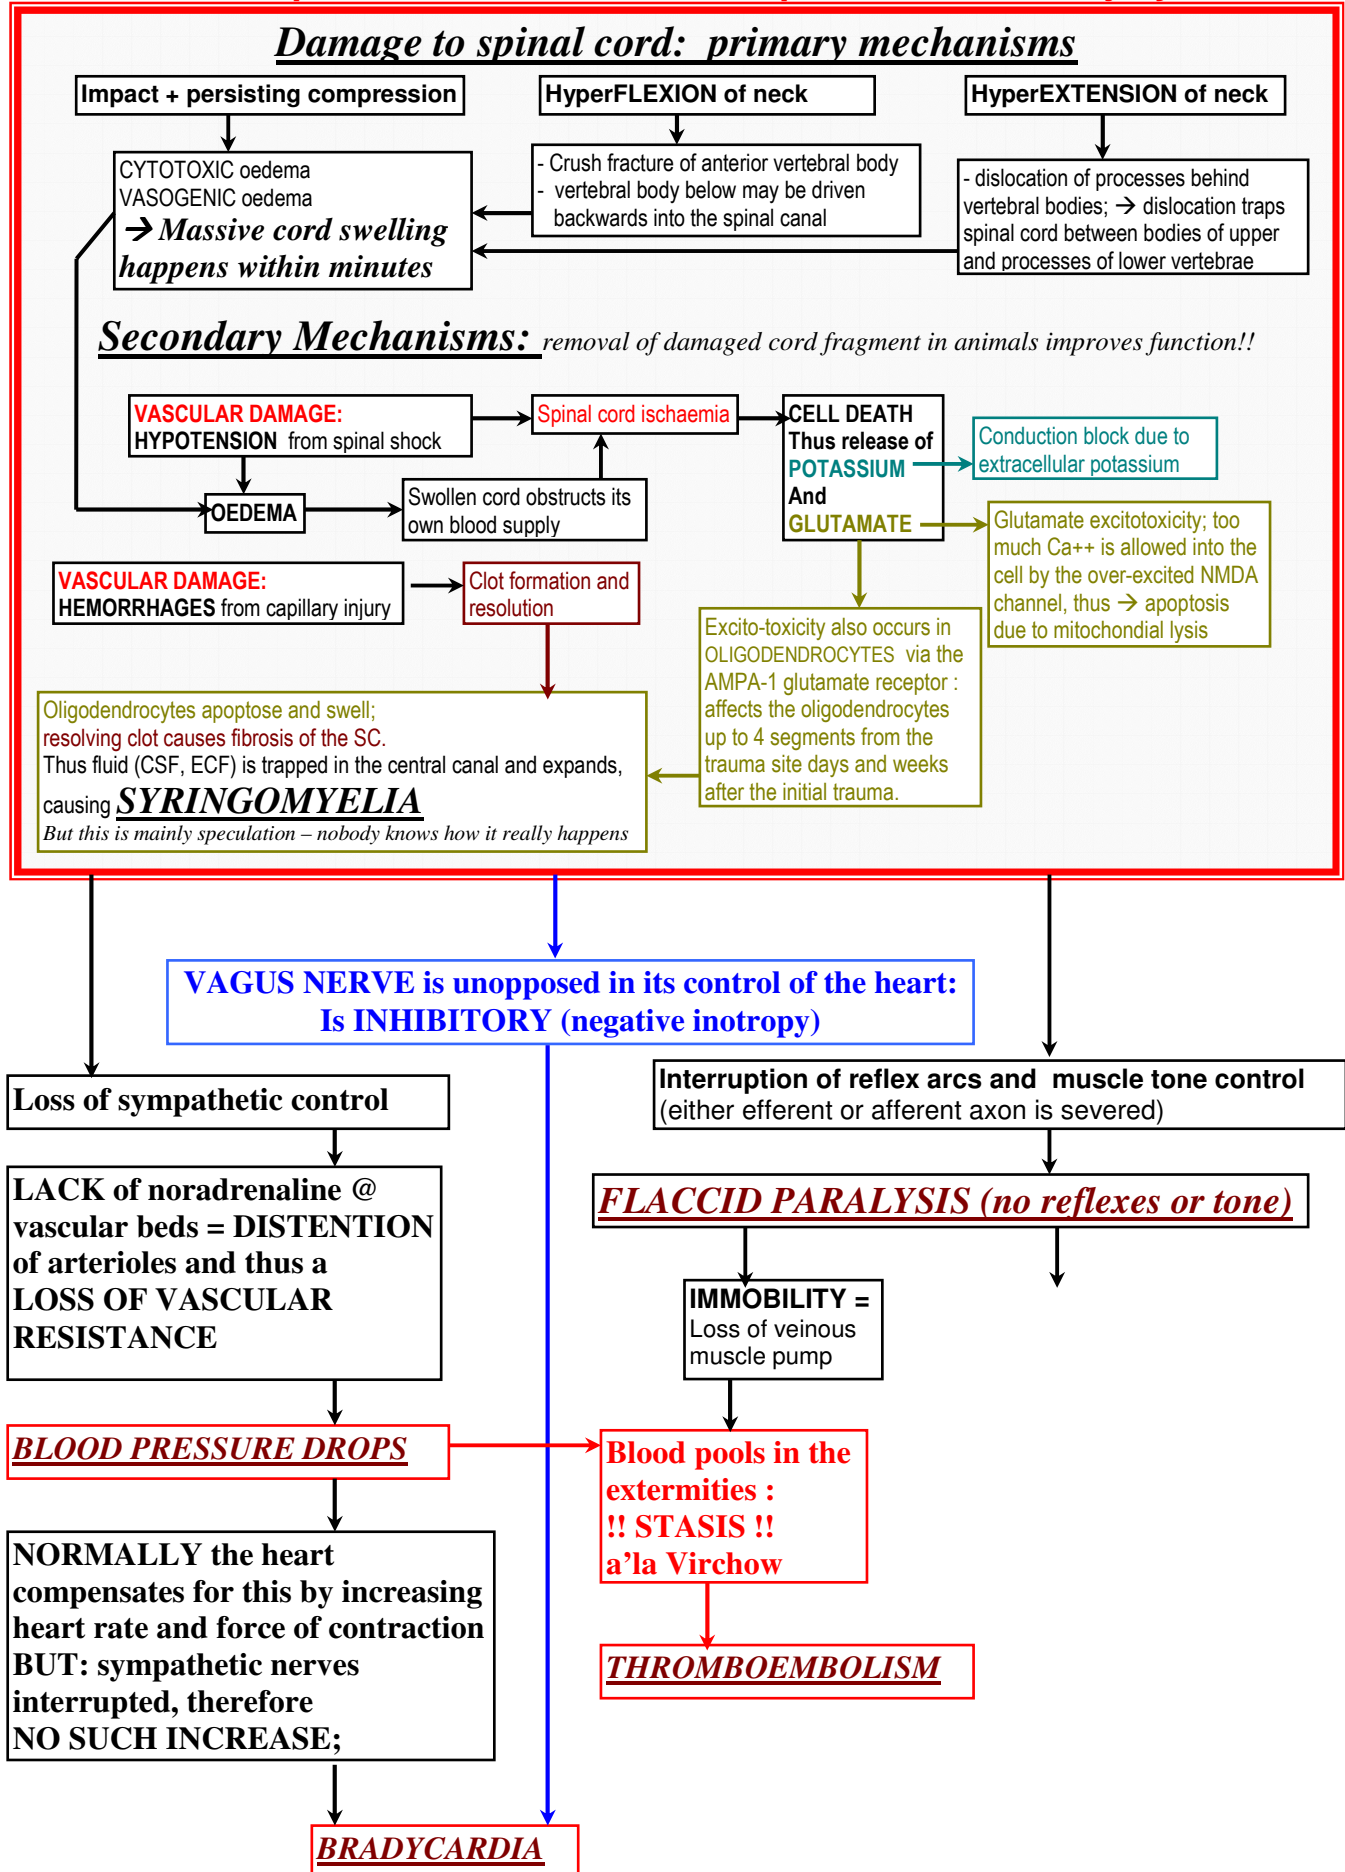 Damage to spinal cord: primary mechanisms
Impact + persisting compression
HyperFLEXION of neck
HyperEXTENSION of neck
CYTOTOXIC oedema
VASOGENIC oedema
→ Massive cord swelling
happens within minutes
- Crush fracture of anterior vertebral body
- vertebral body below may be driven
backwards into the spinal canal
- dislocation of processes behind
vertebral bodies; → dislocation traps
spinal cord between bodies of upper
and processes of lower vertebrae
Secondary Mechanisms: removal of damaged cord fragment in animals improves function!!
VASCULAR DAMAGE:
HYPOTENSION from spinal shock
Spinal cord ischaemia
CELL DEATH
Thus release of
POTASSIUM
And
GLUTAMATE
Conduction block due to
extracellular potassium
OEDEMA
Swollen cord obstructs its
own blood supply
Glutamate excitotoxicity; too
much Ca++ is allowed into the
cell by the over-excited NMDA
channel, thus → apoptosis
due to mitochondial lysis
VASCULAR DAMAGE:
HEMORRHAGES from capillary injury
Clot formation and
resolution
Excito-toxicity also occurs in
OLIGODENDROCYTES via the
AMPA-1 glutamate receptor :
affects the oligodendrocytes
up to 4 segments from the
trauma site days and weeks
after the initial trauma.
Oligodendrocytes apoptose and swell;
resolving clot causes fibrosis of the SC.
Thus fluid (CSF, ECF) is trapped in the central canal and expands,
causing SYRINGOMYELIA
But this is mainly speculation – nobody knows how it really happens
VAGUS NERVE is unopposed in its control of the heart:
Is INHIBITORY (negative inotropy)
Loss of sympathetic control
Interruption of reflex arcs and muscle tone control
(either efferent or afferent axon is severed)
LACK of noradrenaline @
vascular beds = DISTENTION
of arterioles and thus a
LOSS OF VASCULAR
RESISTANCE
FLACCID PARALYSIS (no reflexes or tone)
IMMOBILITY =
Loss of veinous
muscle pump
BLOOD PRESSURE DROPS
Blood pools in the
extermities :
!! STASIS !!
a’la Virchow
NORMALLY the heart
compensates for this by increasing
heart rate and force of contraction
BUT: sympathetic nerves
interrupted, therefore
NO SUCH INCREASE;
THROMBOEMBOLISM
BRADYCARDIA